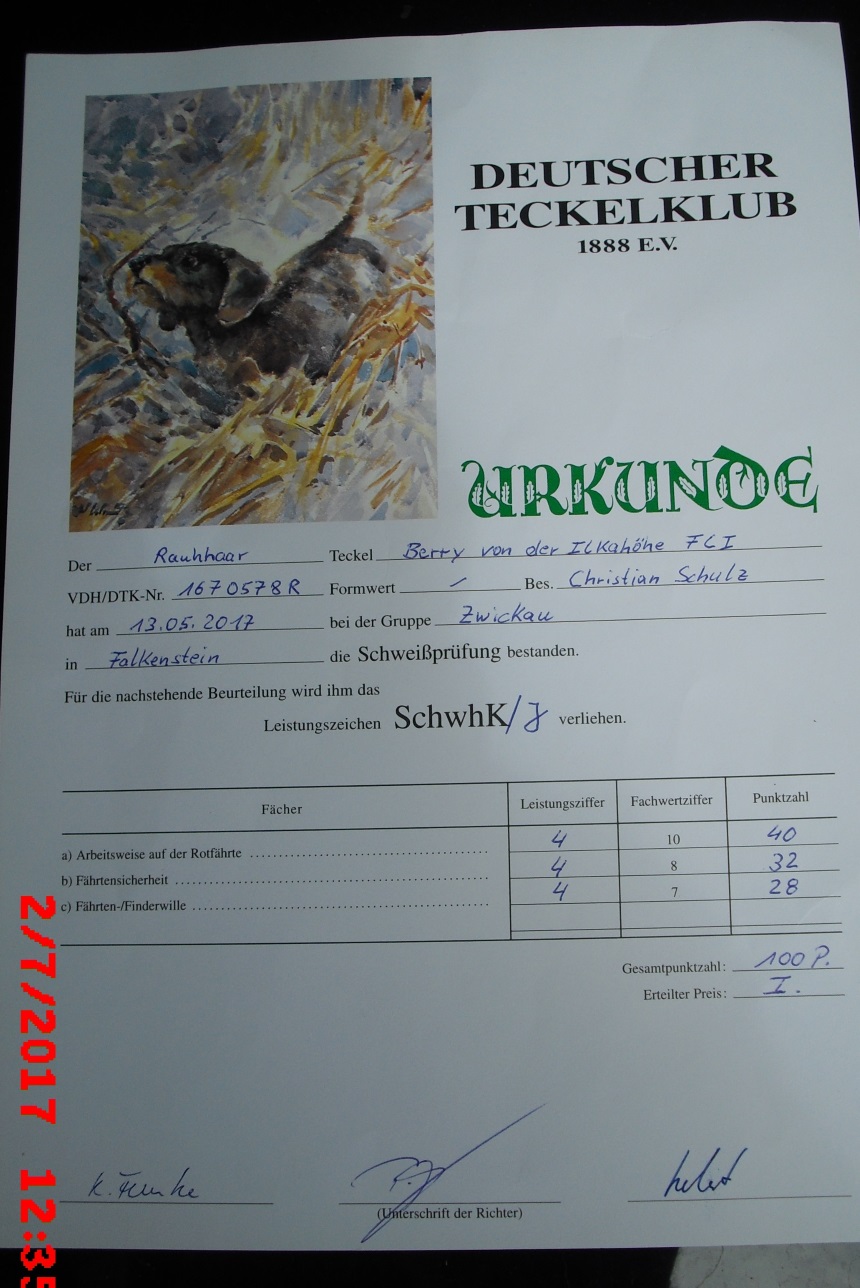 DEUTSCHER
TECKELKLUB
1888 E.V.
URKUNDE
Der Rauhhaar Teckel Berry von der Ilkahöhe FCI
VDH/DTK-Nr. 1670578R Formwert / Bes. Christian Schulz
hat am 13.05.2017 bei der Gruppe Zwickau
in Falkenstein die Schweißprüfung bestanden.
Für die nachstehende Beurteilung wird ihm das
Leistungszeichen SchwhK/J verliehen.
Fächer Leistungsziffer Fachwertziffer Punktzahl
a) Arbeitsweise auf der Rotfährte 4 10 40
b) Fährtensicherheit 4 8 32
c) Fährten-/Finderwille 4 7 28
Gesamtpunktzahl: 100 P.
Erteilter Preis: I.
K. Funke
(Unterschrift der Richter)
2/7/2017 12:35